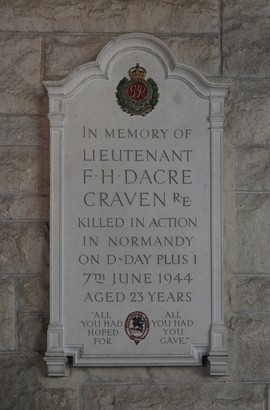 IN MEMORY OF
LIEUTENANT
F·H·DACRE
CRAVEN RE·
KILLED IN ACTION
IN NORMANDY
ON D-DAY PLUS 1
7TH JUNE 1944
AGED 23 YEARS
"ALL
YOU HAD
HOPED
FOR
ALL
YOU HAD
YOU
GAVE."